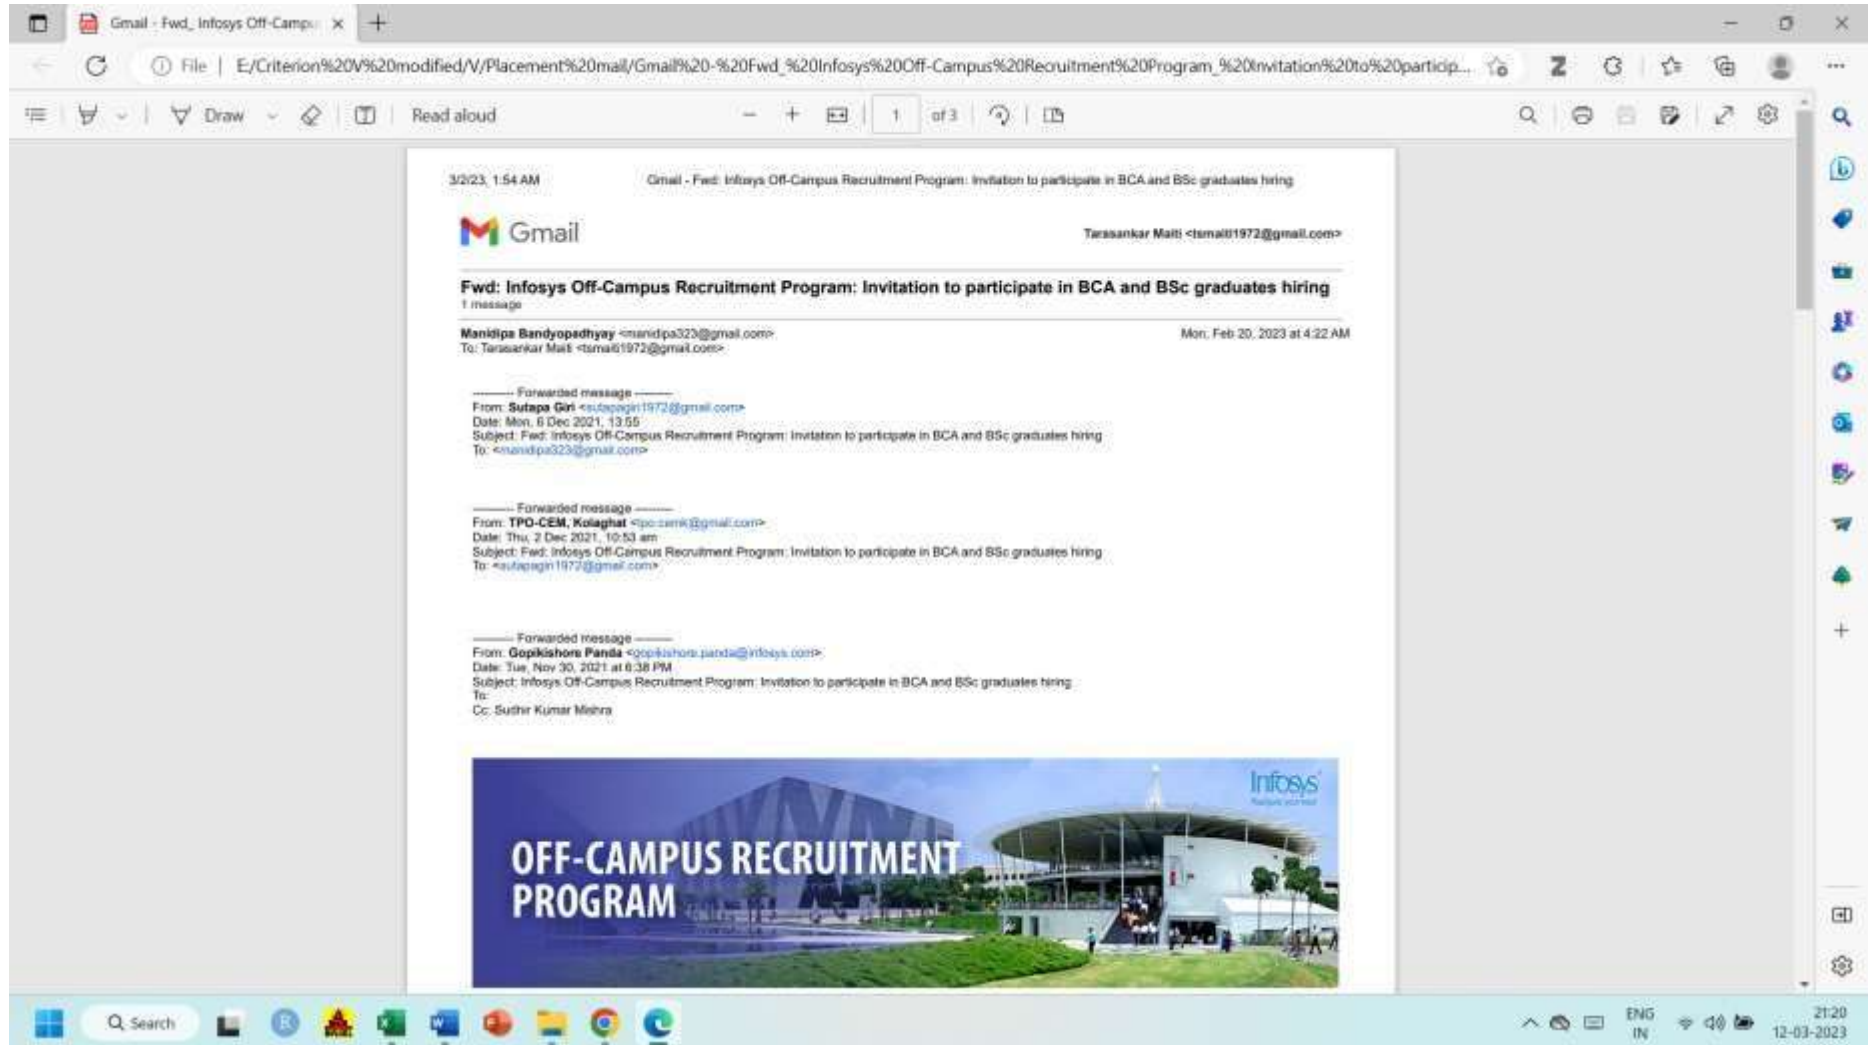 Gmail - Fwd_ Infosys Off-Campu
File | E:/Criterion%20V%20modified/V/Placement%20mail/Gmail%20-%20Fwd_%20Infosys%20Off-Campus%20Recruitment%20Program_%20Invitation%20to%20particip...
Draw
Read aloud
1 of 3
3/2/23, 1:54 AM
Gmail - Fwd: Infosys Off-Campus Recruitment Program: Invitation to participate in BCA and BSc graduates hiring
Gmail
Tarasankar Maiti <tsmaiti1972@gmail.com>
Fwd: Infosys Off-Campus Recruitment Program: Invitation to participate in BCA and BSc graduates hiring
1 message
Manidipa Bandyopadhyay <manidipa323@gmail.com>
Mon, Feb 20, 2023 at 4:22 AM
To: Tarasankar Maiti <tsmaiti1972@gmail.com>
---------- Forwarded message ---------
From: Sutapa Giri <sutapagiri1972@gmail.com>
Date: Mon, 6 Dec 2021, 13:55
Subject: Fwd: Infosys Off-Campus Recruitment Program: Invitation to participate in BCA and BSc graduates hiring
To: <manidipa323@gmail.com>
---------- Forwarded message ---------
From: TPO-CEM, Kolaghat <tpo.cemk@gmail.com>
Date: Thu, 2 Dec 2021, 10:53 am
Subject: Fwd: Infosys Off-Campus Recruitment Program: Invitation to participate in BCA and BSc graduates hiring
To: <sutapagiri1972@gmail.com>
---------- Forwarded message ---------
From: Gopikishore Panda <gopikishore.panda@infosys.com>
Date: Tue, Nov 30, 2021 at 6:38 PM
Subject: Infosys Off-Campus Recruitment Program: Invitation to participate in BCA and BSc graduates hiring
To:
Cc: Sudhir Kumar Mishra
Infosys
OFF-CAMPUS RECRUITMENT
PROGRAM
Search
ENG
IN
21:20
12-03-2023